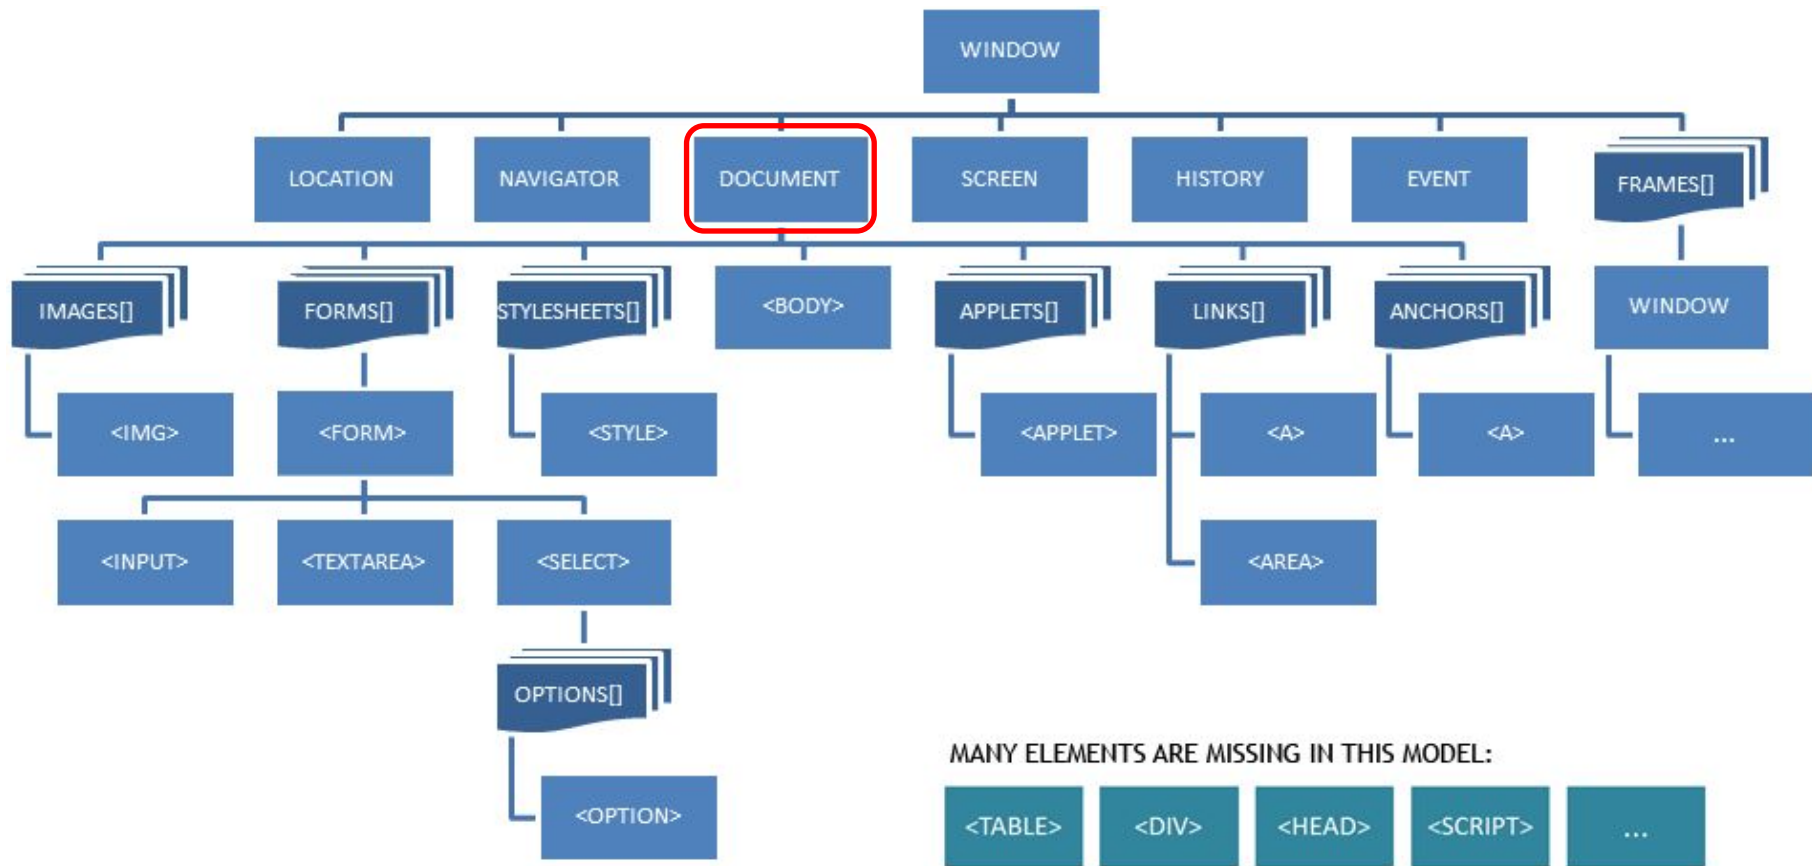 WINDOW
LOCATION
NAVIGATOR
DOCUMENT
SCREEN
HISTORY
EVENT
FRAMES[]
IMAGES[]
FORMS[]
STYLESHEETS[]
<BODY>
APPLETS[]
LINKS[]
ANCHORS[]
WINDOW
<IMG>
<FORM>
<STYLE>
<APPLET>
<A>
<A>
...
<INPUT>
<TEXTAREA>
<SELECT>
<AREA>
OPTIONS[]
<OPTION>
MANY ELEMENTS ARE MISSING IN THIS MODEL:
<TABLE>
<DIV>
<HEAD>
<SCRIPT>
...